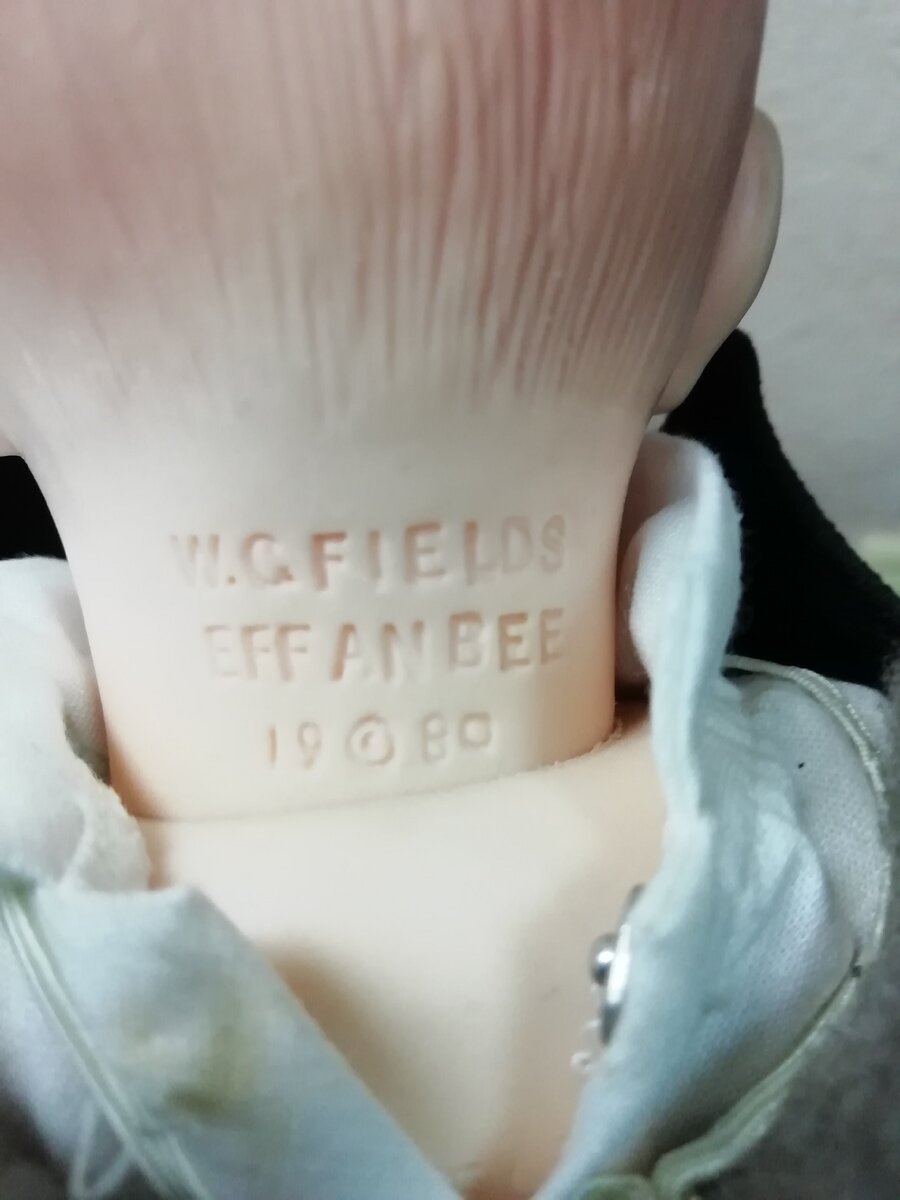 W.C. FIELDS
EFFANBEE
19 © 80